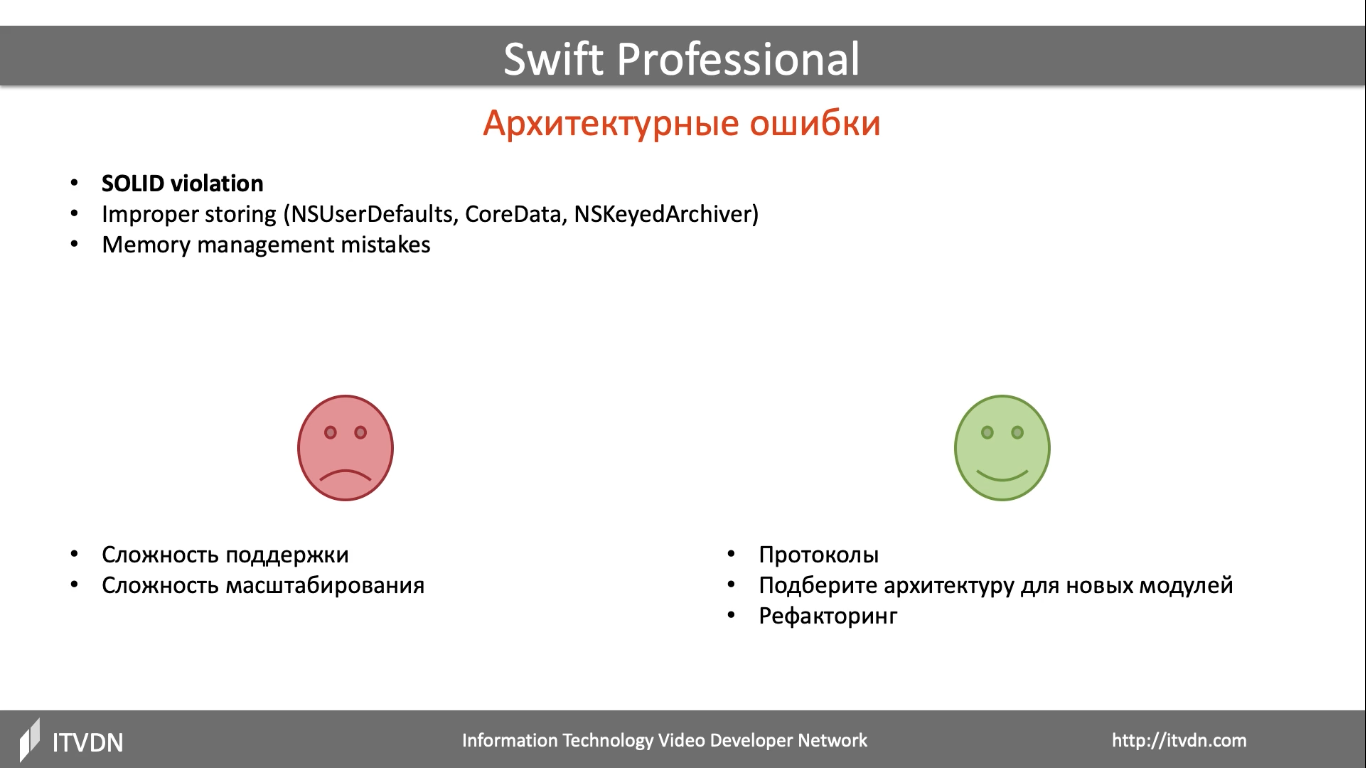 Swift Professional
Архитектурные ошибки
• SOLID violation
• Improper storing (NSUserDefaults, CoreData, NSKeyedArchiver)
• Memory management mistakes
• Сложность поддержки
• Сложность масштабирования
• Протоколы
• Подберите архитектуру для новых модулей
• Рефакторинг
ITVDN
Information Technology Video Developer Network
http://itvdn.com